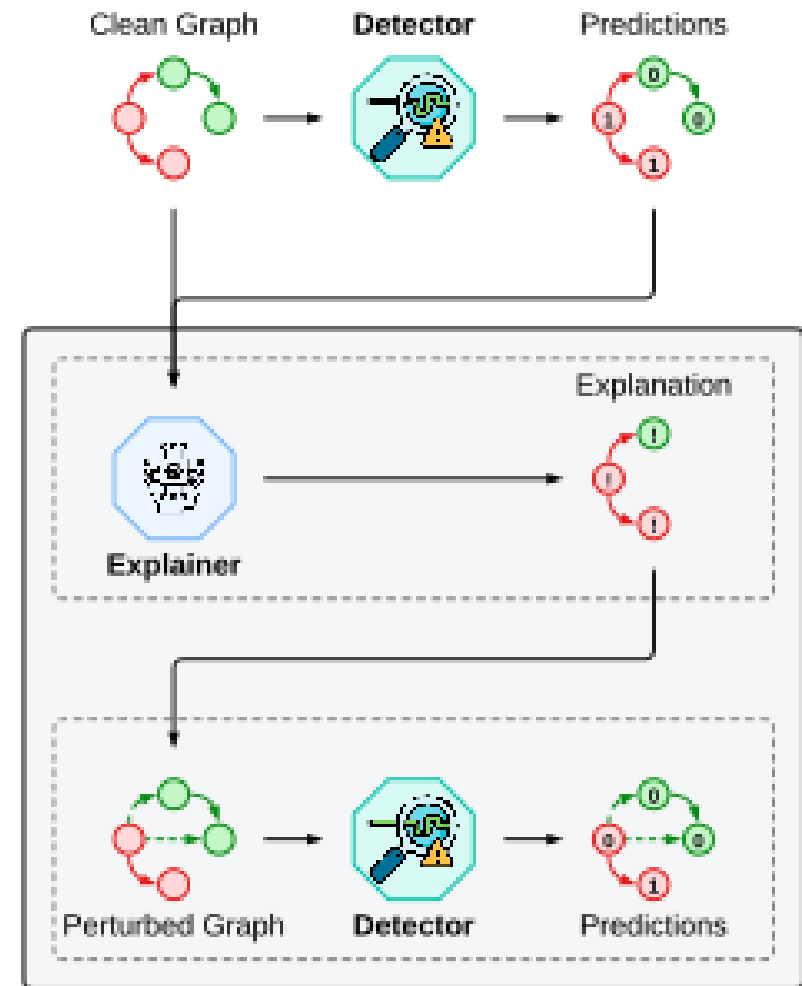 Clean Graph Detector Predictions
0
1 0
1
Explanation
!
!
!
Explainer
0
0 0
1
Perturbed Graph Detector Predictions